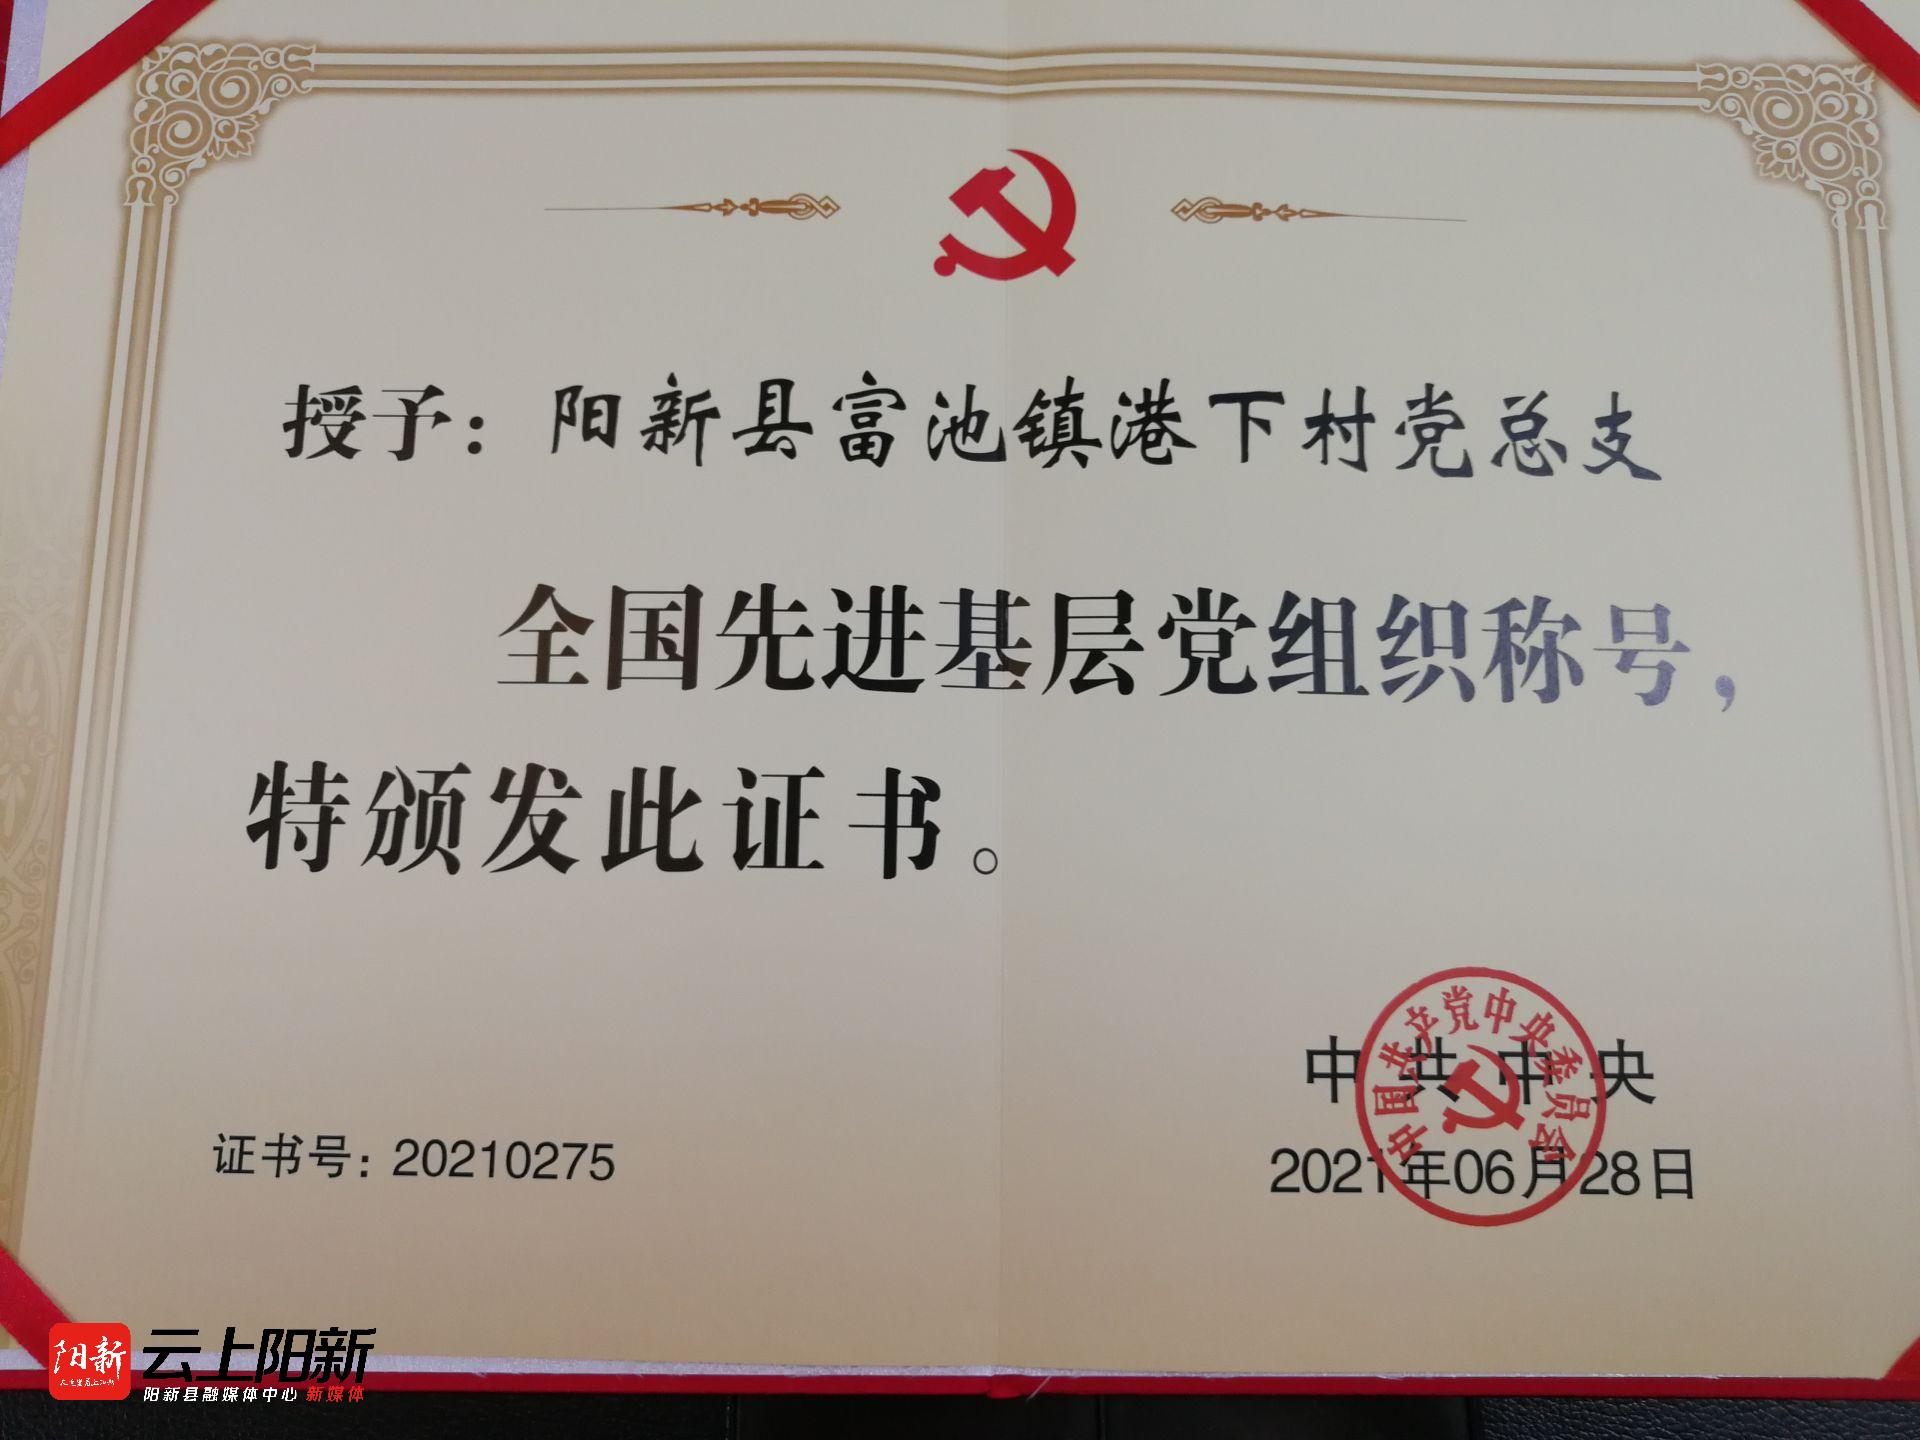 授予：阳新县富池镇港下村党总支
全国先进基层党组织称号，
特颁发此证书。
中国共产党中央委员会
中共中央
证书号：20210275
2021年06月28日
阳新
云上阳新
阳新县融媒体中心 新媒体